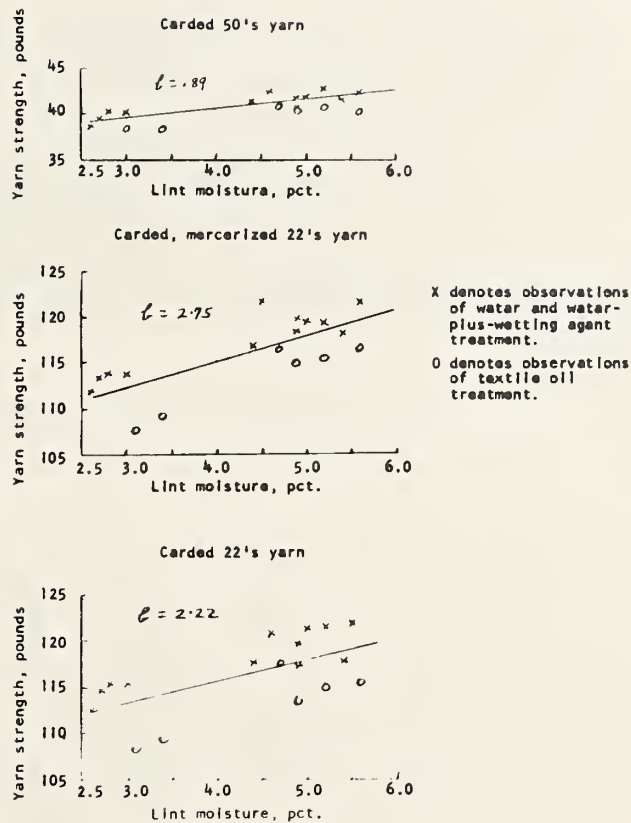 Carded 50's yarn
Yarn strength, pounds
45
40
35
b = .89
2.5 3.0 4.0 5.0 6.0
Lint moistura, pct.
Carded, mercerized 22's yarn
Yarn strength, pounds
125
120
115
110
105
b = 2.75
2.5 3.0 4.0 5.0 6.0
Lint moisture, pct.
X denotes observations
of watar and watar-
plus-wetting agant
treatment.
O denotes observations
of textile oil
treatment.
Carded 22's yarn
Yarn strength, pounds
125
120
115
110
105
b = 2.22
2.5 3.0 4.0 5.0 6.0
Lint moisture, pct.